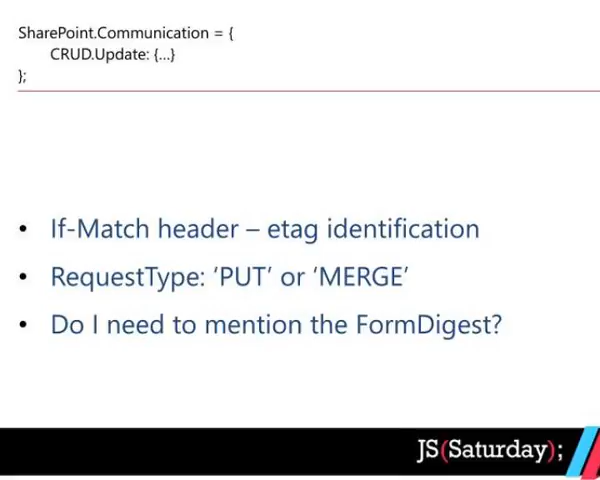 SharePoint.Communication = {
CRUD.Update: {...}
};
• If-Match header – etag identification
• RequestType: ‘PUT’ or ‘MERGE’
• Do I need to mention the FormDigest?
JS(Saturday);